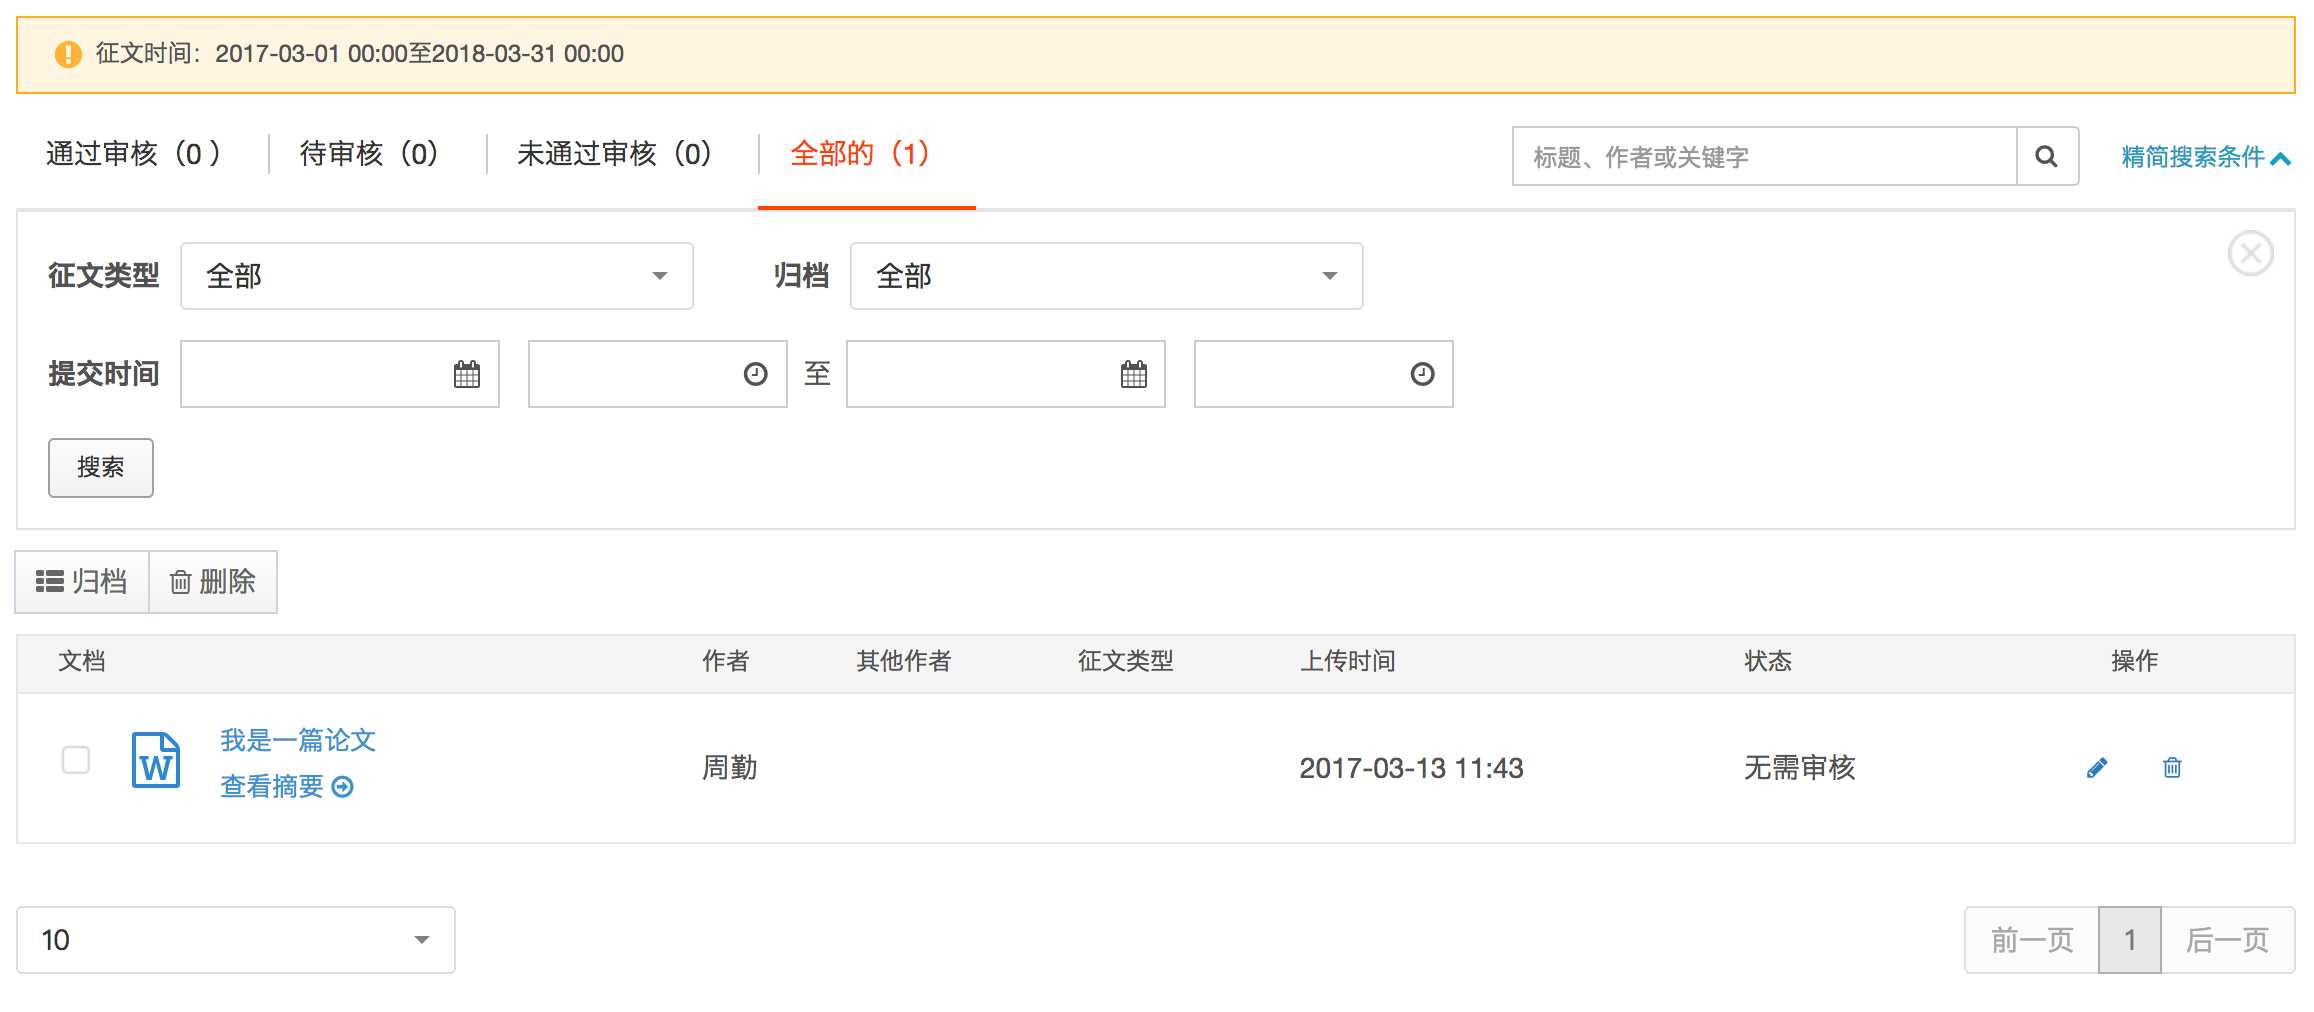 征文时间：2017-03-01 00:00至2018-03-31 00:00
通过审核（0 ） 待审核（0） 未通过审核（0） 全部的（1） 标题、作者或关键字 精简搜索条件
征文类型 全部 归档 全部
提交时间 至
搜索
归档 删除
文档 作者 其他作者 征文类型 上传时间 状态 操作
W 我是一篇论文
查看摘要
周勤 2017-03-13 11:43 无需审核
10 前一页 1 后一页